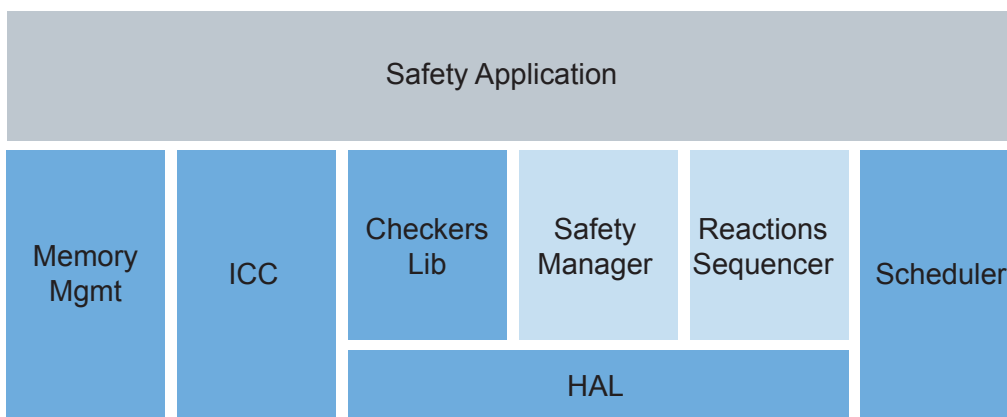 Safety Application
Memory
Mgmt
ICC
Checkers
Lib
Safety
Manager
Reactions
Sequencer
Scheduler
HAL